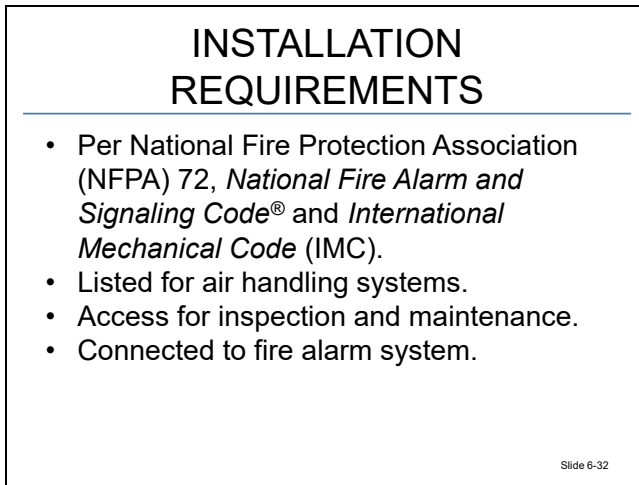 INSTALLATION
REQUIREMENTS
• Per National Fire Protection Association
(NFPA) 72, National Fire Alarm and
Signaling Code® and International
Mechanical Code (IMC).
• Listed for air handling systems.
• Access for inspection and maintenance.
• Connected to fire alarm system.
Slide 6-32